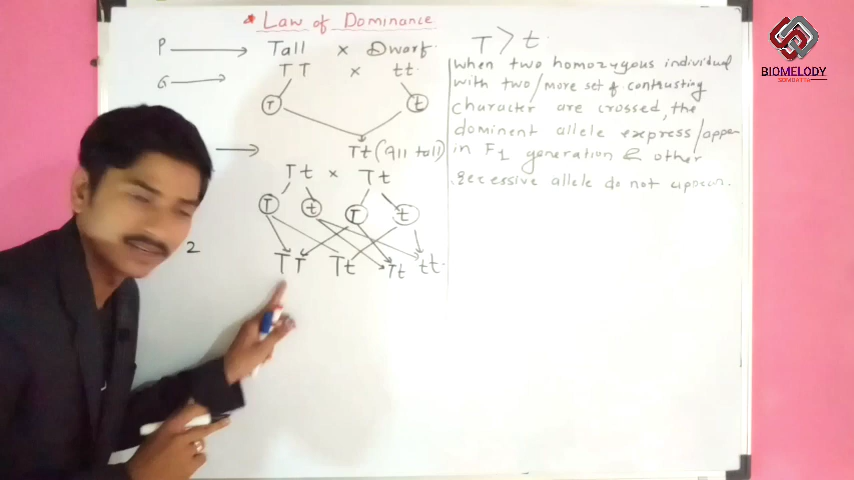 * Law of Dominance
P Tall x Dwarf
TT x tt
G
T t
Tt (all tall)
Tt x Tt
T t T t
2
TT Tt Tt tt
T > t
when two homozygous individual
with two/more set of contrasting
character are crossed, the
dominent allele express/appear
in F1 generation & other
recessive allele do not appear.
BIOMELODY